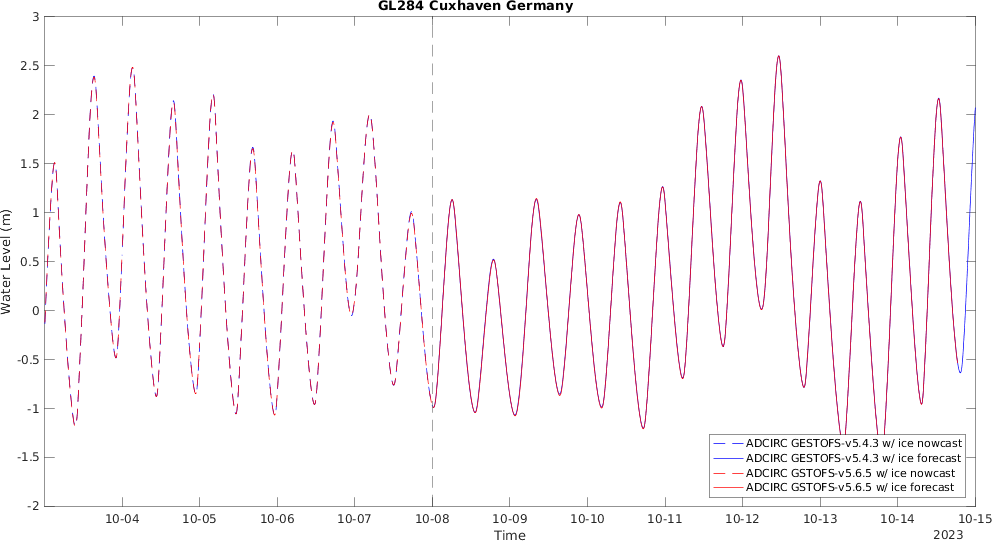 GL284 Cuxhaven Germany
3
2.5
2
1.5
1
0.5
0
-0.5
-1
-1.5
-2
Water Level (m)
ADCIRC GESTOFS-v5.4.3 w/ ice nowcast
ADCIRC GESTOFS-v5.4.3 w/ ice forecast
ADCIRC GSTOFS-v5.6.5 w/ ice nowcast
ADCIRC GSTOFS-v5.6.5 w/ ice forecast
10-04 10-05 10-06 10-07 10-08 10-09 10-10 10-11 10-12 10-13 10-14 10-15
Time
2023